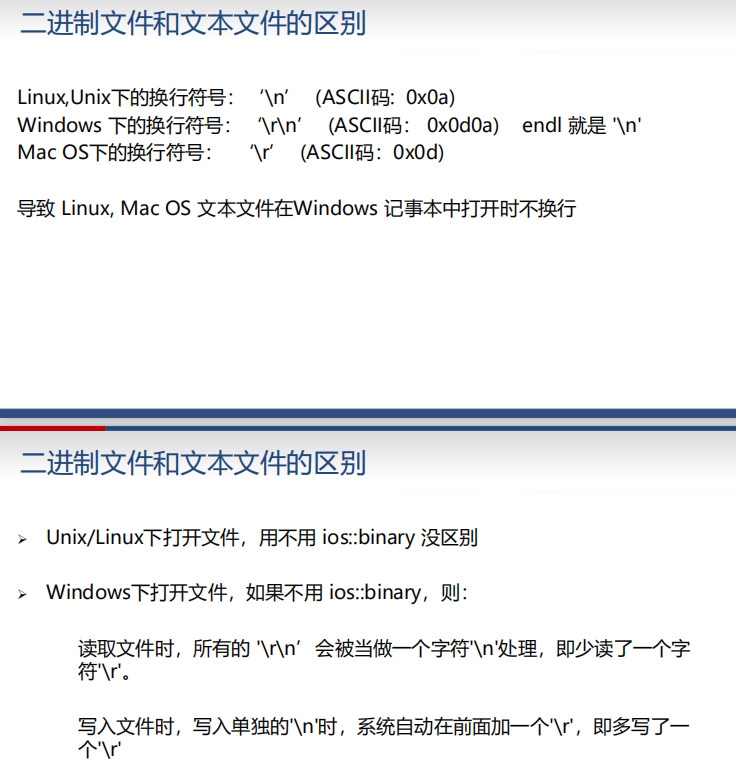 二进制文件和文本文件的区别
Linux,Unix下的换行符号： ‘\n’ (ASCII码: 0x0a)
Windows 下的换行符号： ‘\r\n’ (ASCII码： 0x0d0a) endl 就是 '\n'
Mac OS下的换行符号： ‘\r’ (ASCII码：0x0d)
导致 Linux, Mac OS 文本文件在Windows 记事本中打开时不换行
二进制文件和文本文件的区别
➢ Unix/Linux下打开文件，用不用 ios::binary 没区别
➢ Windows下打开文件，如果不用 ios::binary，则：
读取文件时，所有的 '\r\n’会被当做一个字符'\n'处理，即少读了一个字
符'\r'。
写入文件时，写入单独的'\n'时，系统自动在前面加一个'\r'，即多写了一
个'\r'